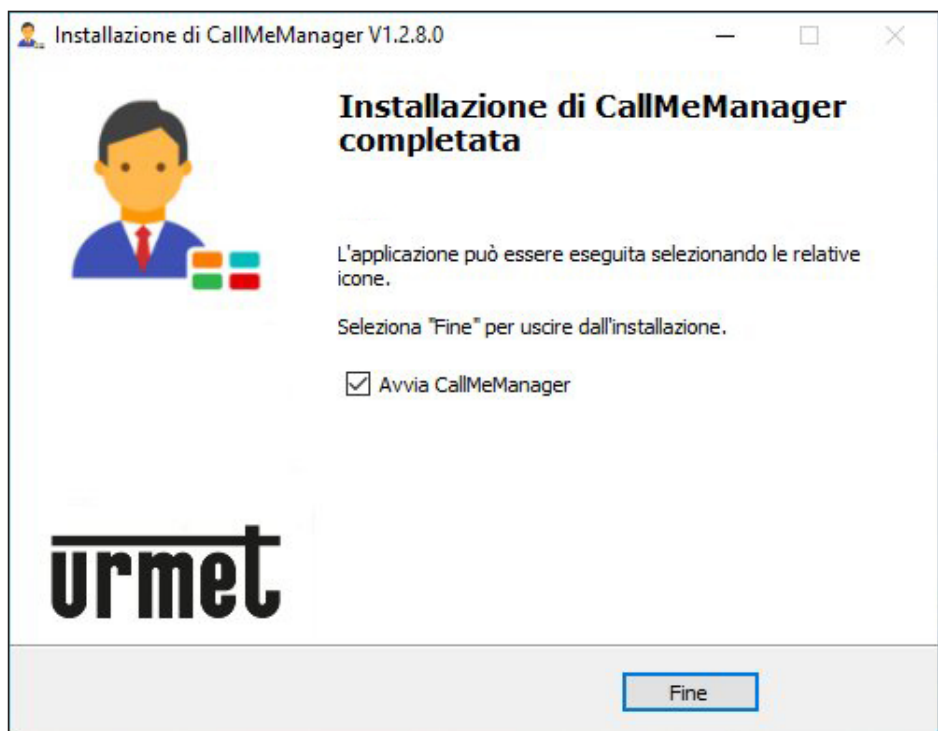 Installazione di CallMeManager V1.2.8.0
Installazione di CallMeManager
completata
L'applicazione può essere eseguita selezionando le relative
icone.
Seleziona "Fine" per uscire dall'installazione.
Avvia CallMeManager
urmet
Fine